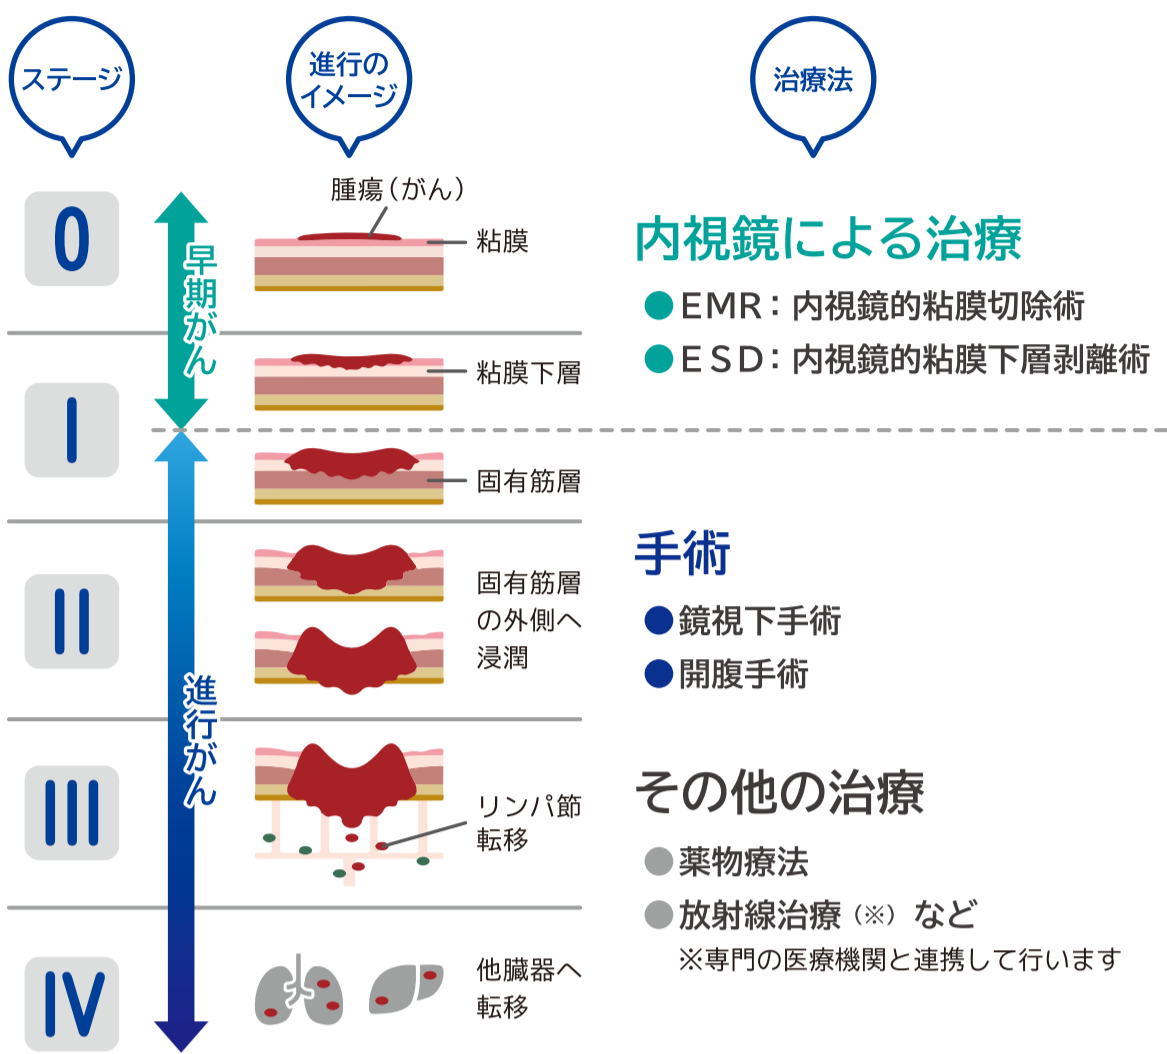 ステージ
進行の
イメージ
治療法
0
早期がん
腫瘍（がん）
粘膜
内視鏡による治療
●EMR：内視鏡的粘膜切除術
●ESD：内視鏡的粘膜下層剥離術
I
粘膜下層
固有筋層
II
進行がん
固有筋層
の外側へ
浸潤
手術
●鏡視下手術
●開腹手術
III
リンパ節
転移
その他の治療
●薬物療法
●放射線治療（※）など
※専門の医療機関と連携して行います
IV
他臓器へ
転移